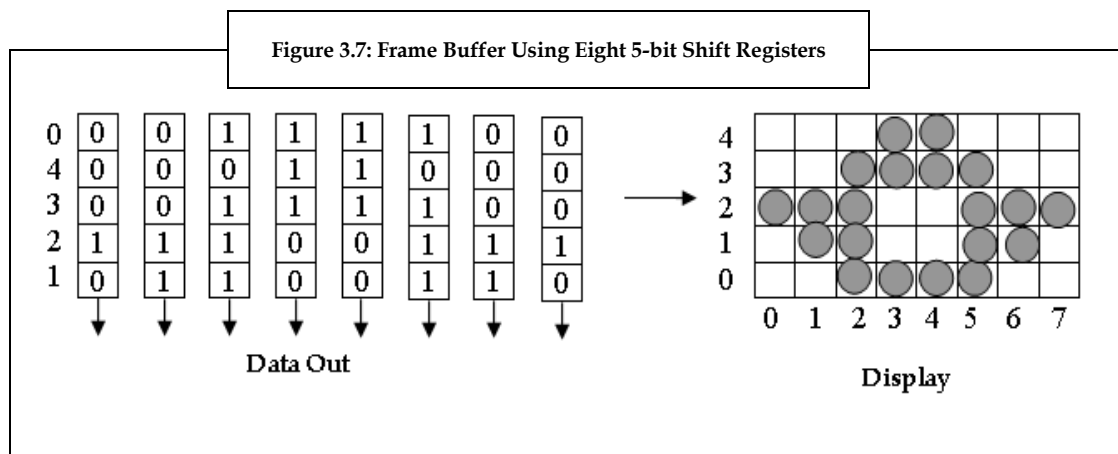 Figure 3.7: Frame Buffer Using Eight 5-bit Shift Registers
0 0 0 1 1 1 1 0 0
4 0 0 0 1 1 0 0 0
3 0 0 1 1 1 1 0 0
2 1 1 1 0 0 1 1 1
1 0 1 1 0 0 1 1 0
Data Out
4
3
2
1
0
0 1 2 3 4 5 6 7
Display